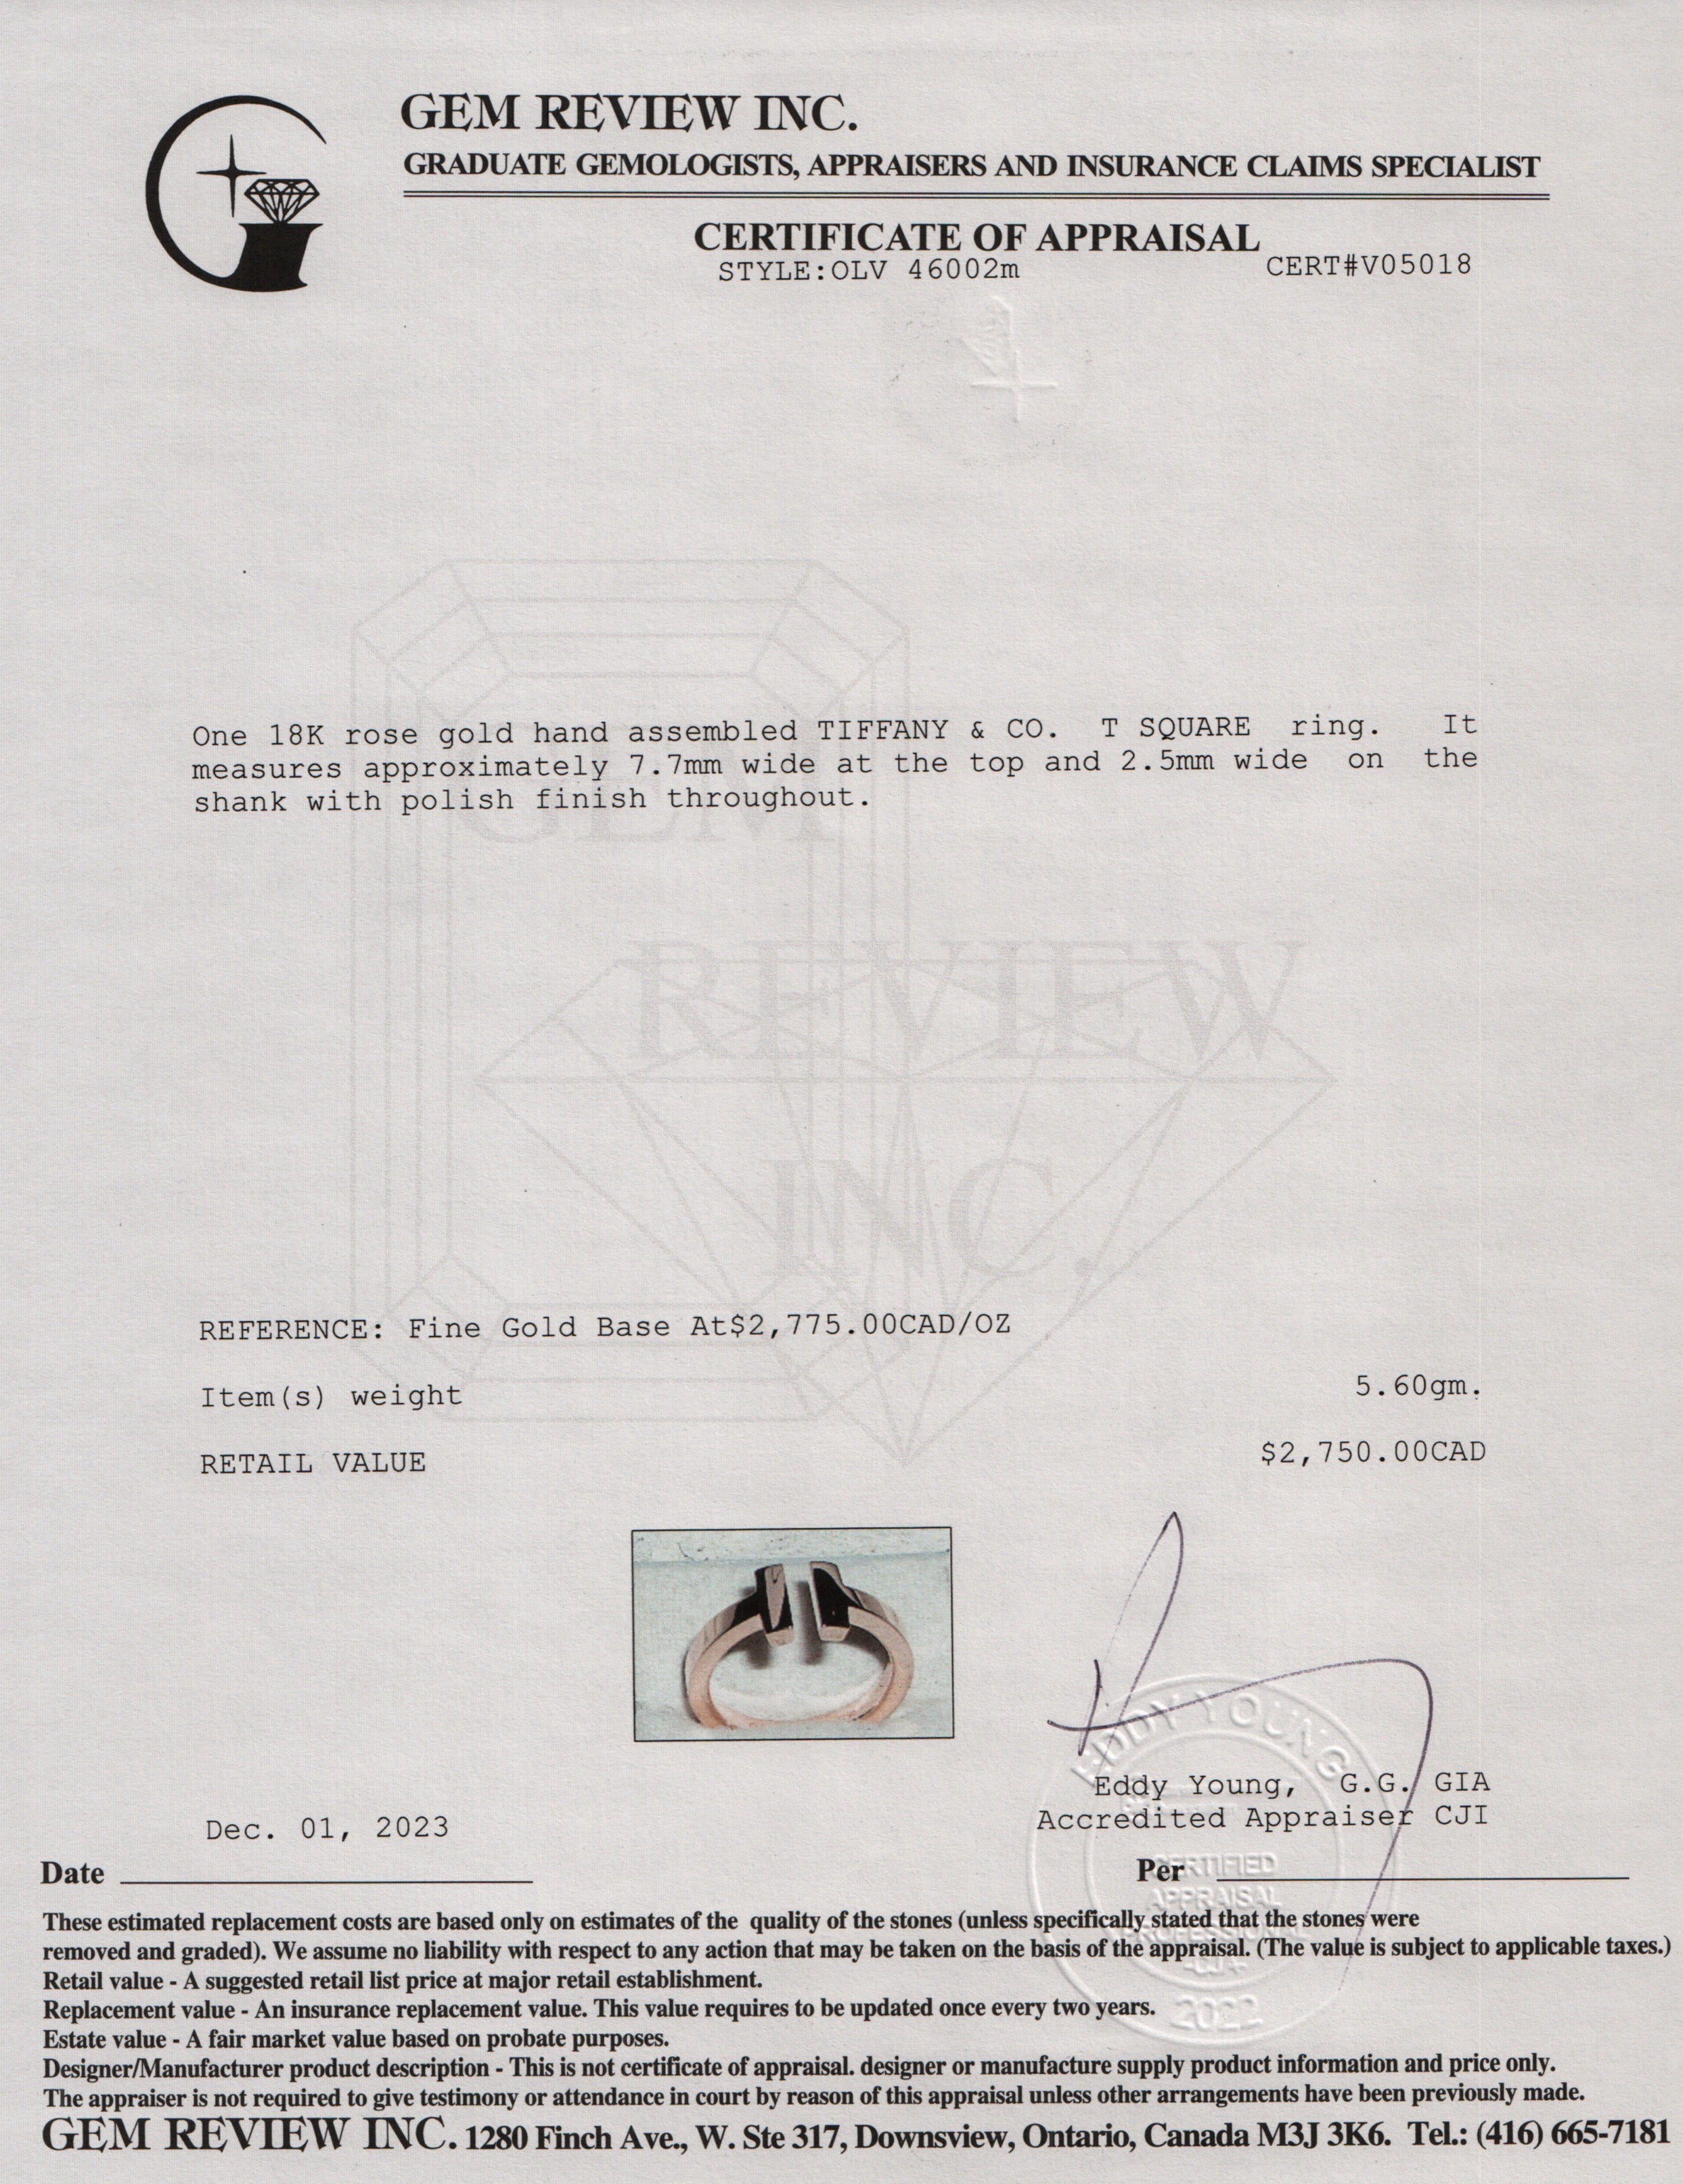 GEM REVIEW INC.
GRADUATE GEMOLOGISTS, APPRAISERS AND INSURANCE CLAIMS SPECIALIST
CERTIFICATE OF APPRAISAL
STYLE:OLV 46002m
CERT#V05018
One 18K rose gold hand assembled TIFFANY & CO. T SQUARE ring. It
measures approximately 7.7mm wide at the top and 2.5mm wide on the
shank with polish finish throughout.
GEM
REVIEW
INC.
REFERENCE: Fine Gold Base At$2,775.00CAD/OZ
Item(s) weight 5.60gm.
RETAIL VALUE $2,750.00CAD
EDDY YOUNG
Eddy Young, G.G. GIA
Accredited Appraiser CJI
Dec. 01, 2023
Date
Per
CERTIFIED
APPRAISAL
PROFESSIONAL
2022
These estimated replacement costs are based only on estimates of the quality of the stones (unless specifically stated that the stones were
removed and graded). We assume no liability with respect to any action that may be taken on the basis of the appraisal. (The value is subject to applicable taxes.)
Retail value - A suggested retail list price at major retail establishment.
Replacement value - An insurance replacement value. This value requires to be updated once every two years.
Estate value - A fair market value based on probate purposes.
Designer/Manufacturer product description - This is not certificate of appraisal. designer or manufacture supply product information and price only.
The appraiser is not required to give testimony or attendance in court by reason of this appraisal unless other arrangements have been previously made.
GEM REVIEW INC. 1280 Finch Ave., W. Ste 317, Downsview, Ontario, Canada M3J 3K6. Tel.: (416) 665-7181